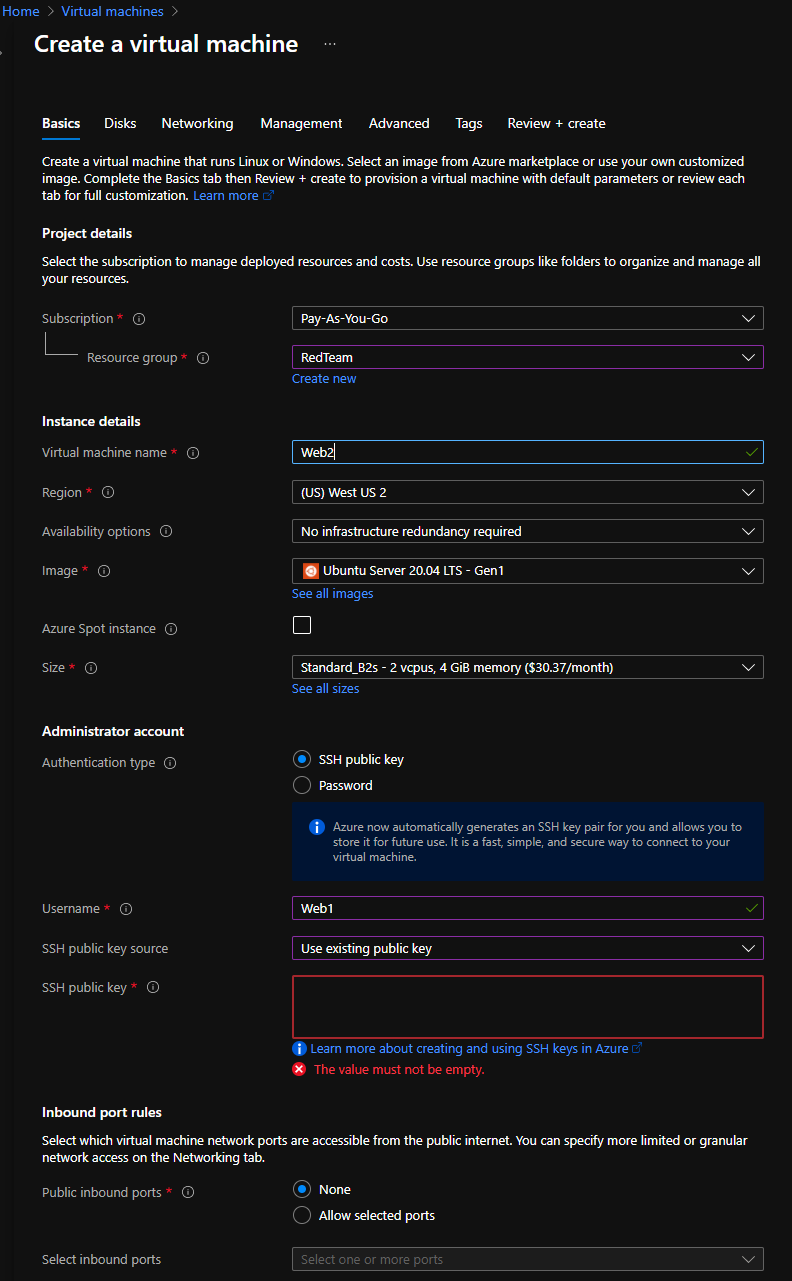 Home > Virtual machines >
Create a virtual machine ...
Basics Disks Networking Management Advanced Tags Review + create
Create a virtual machine that runs Linux or Windows. Select an image from Azure marketplace or use your own customized
image. Complete the Basics tab then Review + create to provision a virtual machine with default parameters or review each
tab for full customization. Learn more
Project details
Select the subscription to manage deployed resources and costs. Use resource groups like folders to organize and manage all
your resources.
Subscription * Pay-As-You-Go
Resource group * RedTeam
Create new
Instance details
Virtual machine name * Web2
Region * (US) West US 2
Availability options No infrastructure redundancy required
Image * Ubuntu Server 20.04 LTS - Gen1
See all images
Azure Spot instance
Size * Standard_B2s - 2 vcpus, 4 GiB memory ($30.37/month)
See all sizes
Administrator account
Authentication type SSH public key
Password
Azure now automatically generates an SSH key pair for you and allows you to
store it for future use. It is a fast, simple, and secure way to connect to your
virtual machine.
Username * Web1
SSH public key source Use existing public key
SSH public key *
Learn more about creating and using SSH keys in Azure
The value must not be empty.
Inbound port rules
Select which virtual machine network ports are accessible from the public internet. You can specify more limited or granular
network access on the Networking tab.
Public inbound ports * None
Allow selected ports
Select inbound ports Select one or more ports